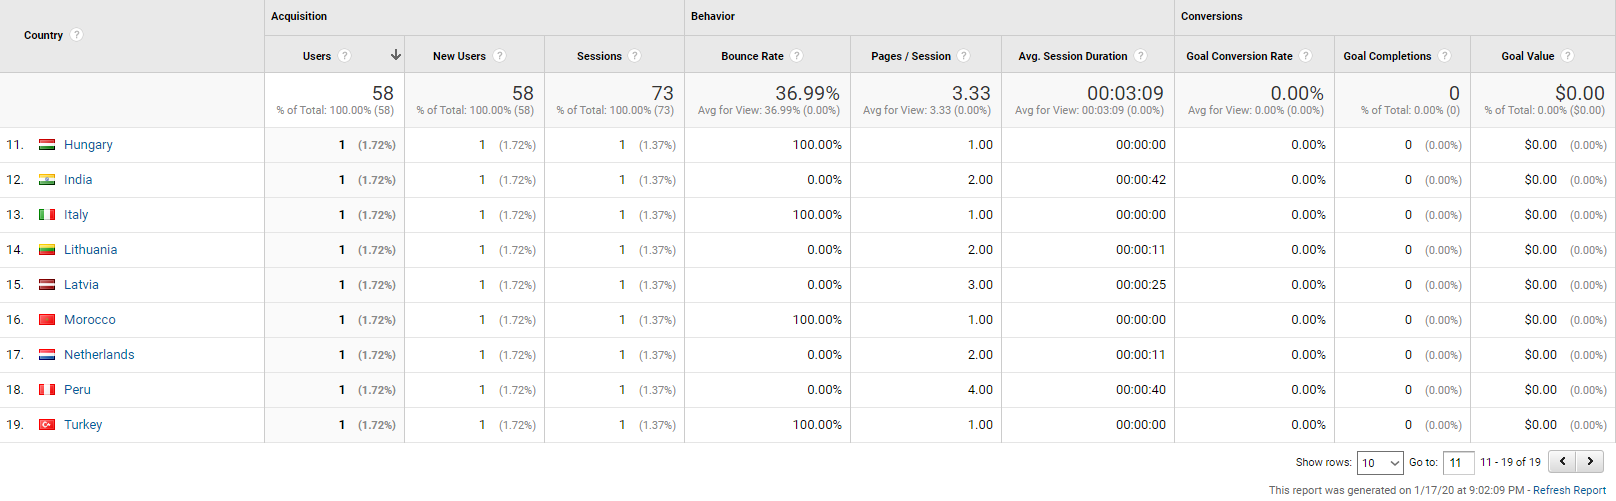 Country ? Acquisition Behavior Conversions
Users ? New Users ? Sessions ? Bounce Rate ? Pages / Session ? Avg. Session Duration ? Goal Conversion Rate ? Goal Completions ? Goal Value ?
58 58 73 36.99% 3.33 00:03:09 0.00% 0 $0.00
% of Total: 100.00% (58) % of Total: 100.00% (58) % of Total: 100.00% (73) Avg for View: 36.99% (0.00%) Avg for View: 3.33 (0.00%) Avg for View: 00:03:09 (0.00%) Avg for View: 0.00% (0.00%) % of Total: 0.00% (0) % of Total: 0.00% ($0.00)
11. Hungary 1 (1.72%) 1 (1.72%) 1 (1.37%) 100.00% 1.00 00:00:00 0.00% 0 (0.00%) $0.00 (0.00%)
12. India 1 (1.72%) 1 (1.72%) 1 (1.37%) 0.00% 2.00 00:00:42 0.00% 0 (0.00%) $0.00 (0.00%)
13. Italy 1 (1.72%) 1 (1.72%) 1 (1.37%) 100.00% 1.00 00:00:00 0.00% 0 (0.00%) $0.00 (0.00%)
14. Lithuania 1 (1.72%) 1 (1.72%) 1 (1.37%) 0.00% 2.00 00:00:11 0.00% 0 (0.00%) $0.00 (0.00%)
15. Latvia 1 (1.72%) 1 (1.72%) 1 (1.37%) 0.00% 3.00 00:00:25 0.00% 0 (0.00%) $0.00 (0.00%)
16. Morocco 1 (1.72%) 1 (1.72%) 1 (1.37%) 100.00% 1.00 00:00:00 0.00% 0 (0.00%) $0.00 (0.00%)
17. Netherlands 1 (1.72%) 1 (1.72%) 1 (1.37%) 0.00% 2.00 00:00:11 0.00% 0 (0.00%) $0.00 (0.00%)
18. Peru 1 (1.72%) 1 (1.72%) 1 (1.37%) 0.00% 4.00 00:00:40 0.00% 0 (0.00%) $0.00 (0.00%)
19. Turkey 1 (1.72%) 1 (1.72%) 1 (1.37%) 100.00% 1.00 00:00:00 0.00% 0 (0.00%) $0.00 (0.00%)
Show rows: 10 Go to: 11 11 - 19 of 19
This report was generated on 1/17/20 at 9:02:09 PM - Refresh Report